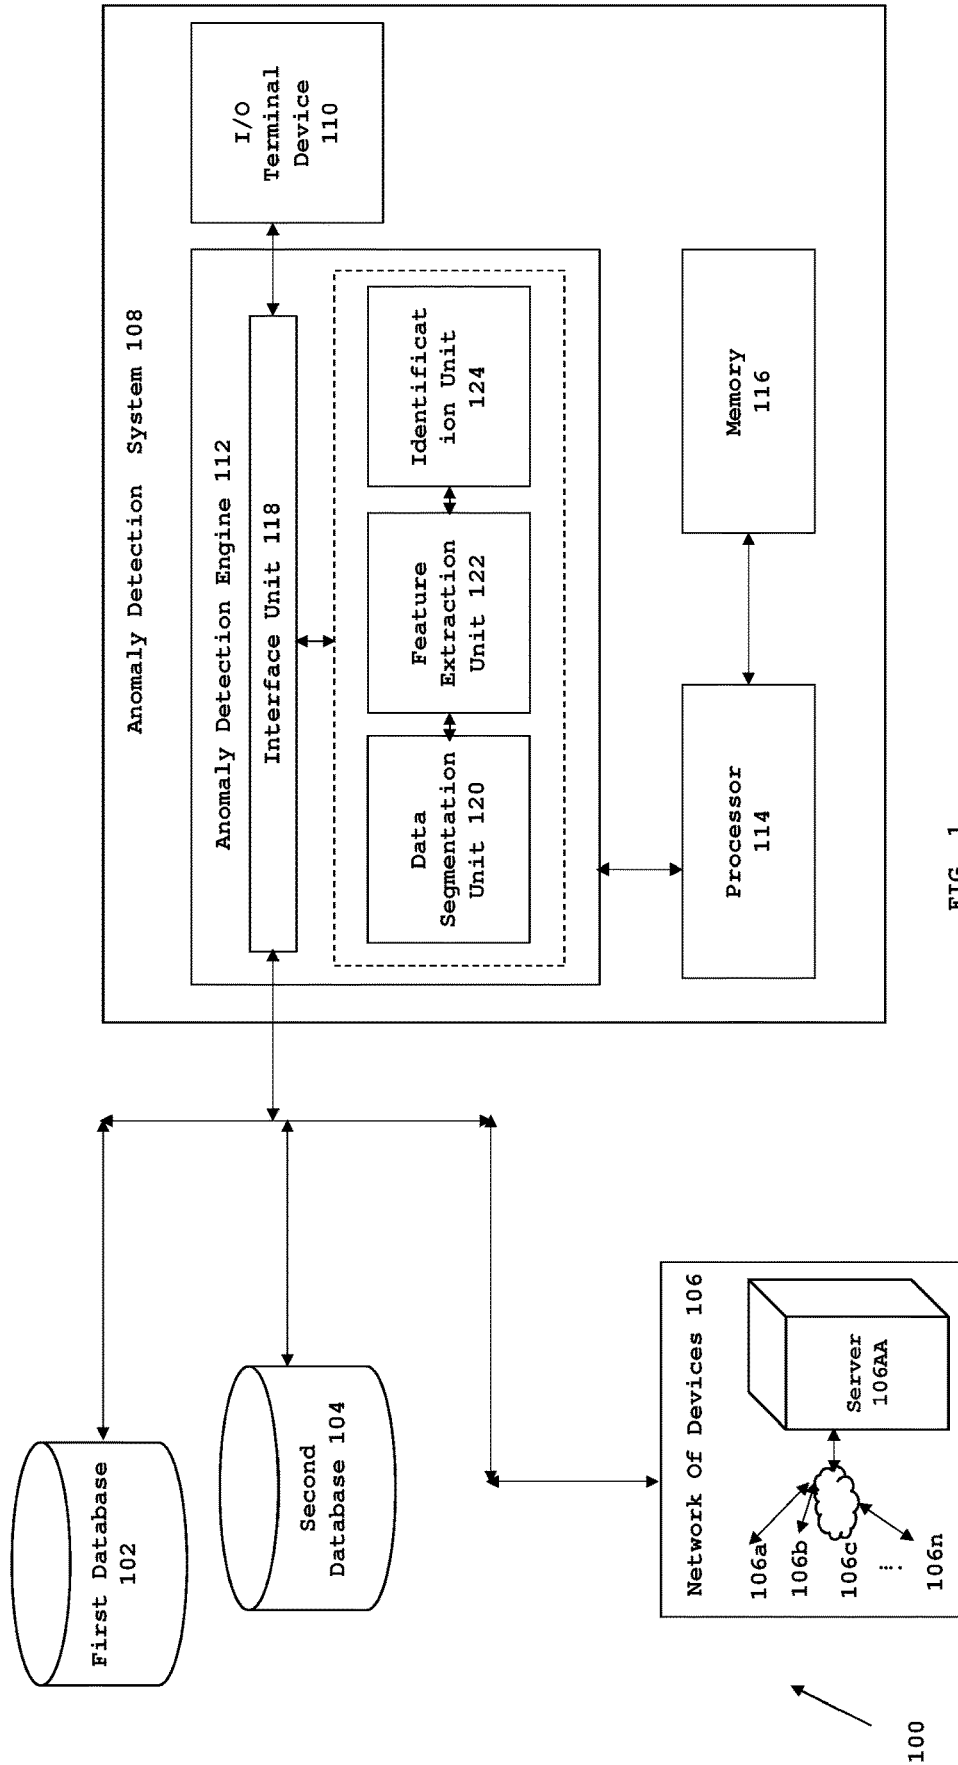 First Database
102
Second
Database 104
Network Of Devices 106
106a
106b
106c
...
106n
Server
106AA
100
Anomaly Detection System 108
Anomaly Detection Engine 112
Interface Unit 118
Data
Segmentation
Unit 120
Feature
Extraction
Unit 122
Identificat
ion Unit
124
I/O
Terminal
Device
110
Processor
114
Memory
116
FIG. 1